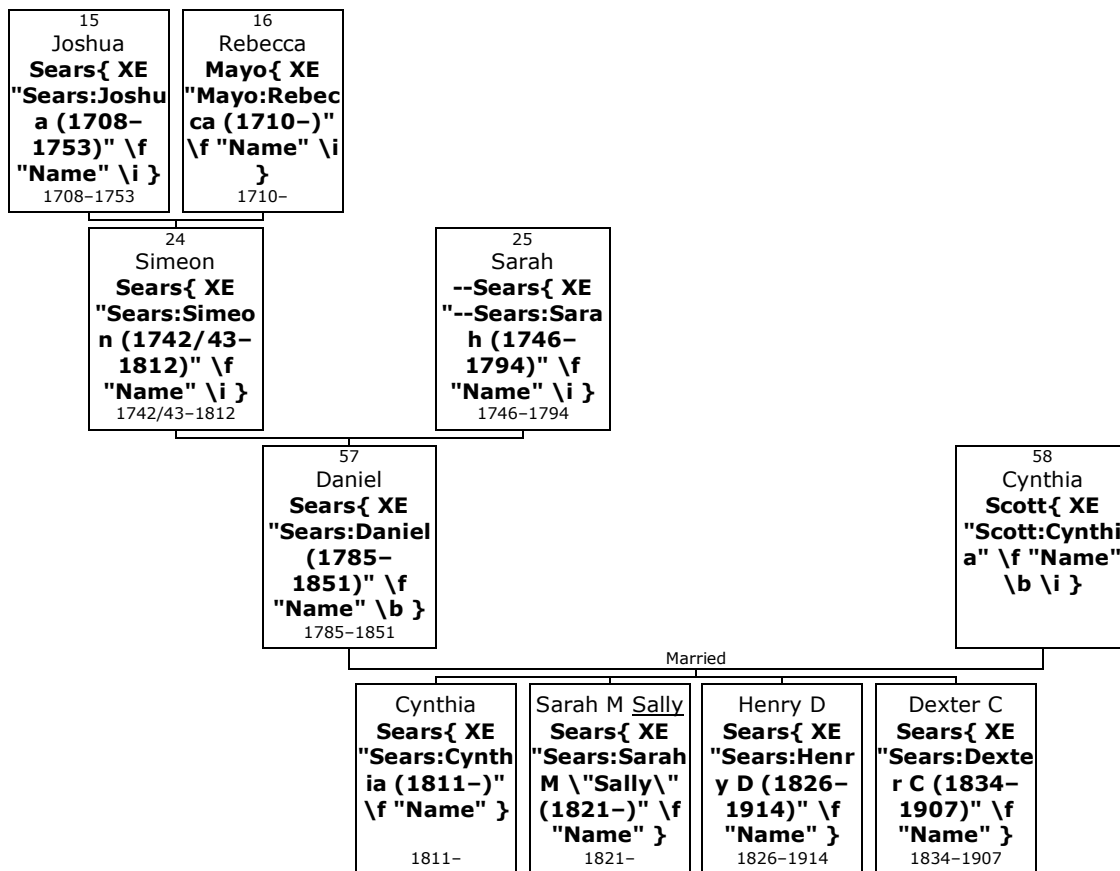 15
Joshua
Sears{ XE
"Sears:Joshu
a (1708–
1753)" \f
"Name" \i }
1708–1753
16
Rebecca
Mayo{ XE
"Mayo:Rebec
ca (1710–)"
\f "Name" \i
}
1710–
24
Simeon
Sears{ XE
"Sears:Simeo
n (1742/43–
1812)" \f
"Name" \i }
1742/43–1812
25
Sarah
--Sears{ XE
"--Sears:Sara
h (1746–
1794)" \f
"Name" \i }
1746–1794
57
Daniel
Sears{ XE
"Sears:Daniel
(1785–
1851)" \f
"Name" \b }
1785–1851
58
Cynthia
Scott{ XE
"Scott:Cynthi
a" \f "Name"
\b \i }
Married
Cynthia
Sears{ XE
"Sears:Cynth
ia (1811–)"
\f "Name" }
1811–
Sarah M Sally
Sears{ XE
"Sears:Sarah
M \"Sally\"
(1821–)" \f
"Name" }
1821–
Henry D
Sears{ XE
"Sears:Henr
y D (1826–
1914)" \f
"Name" }
1826–1914
Dexter C
Sears{ XE
"Sears:Dexte
r C (1834–
1907)" \f
"Name" }
1834–1907